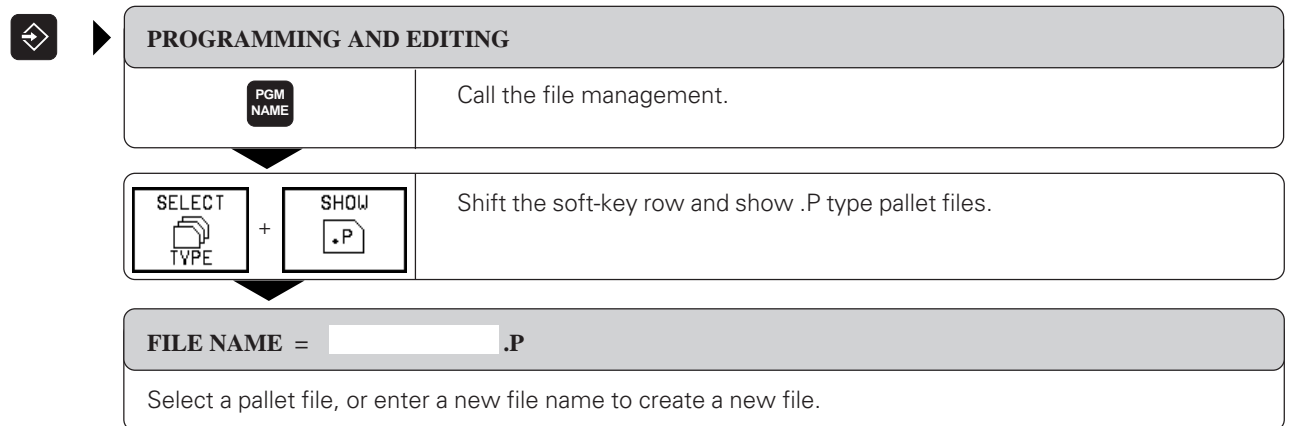 PROGRAMMING AND EDITING
PGM
NAME
Call the file management.
SELECT
TYPE
+
SHOW
.P
Shift the soft-key row and show .P type pallet files.
FILE NAME = .P
Select a pallet file, or enter a new file name to create a new file.